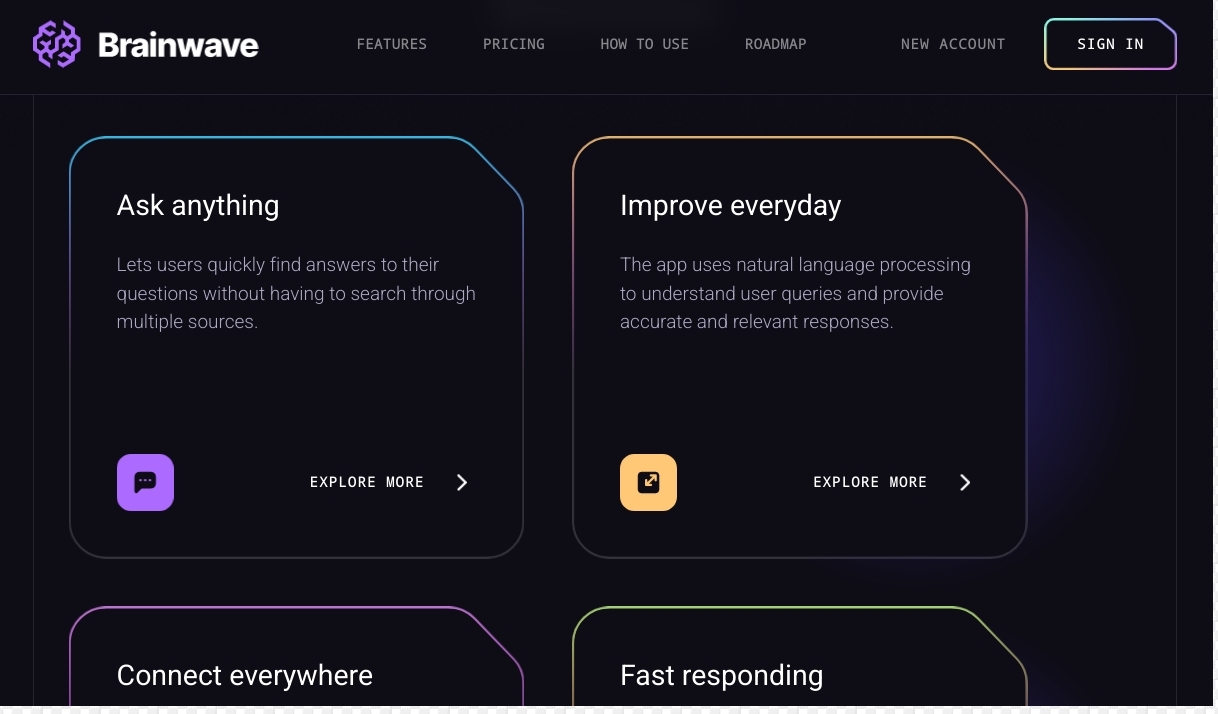 Brainwave
FEATURES
PRICING
HOW TO USE
ROADMAP
NEW ACCOUNT
SIGN IN
Ask anything
Lets users quickly find answers to their
questions without having to search through
multiple sources.
EXPLORE MORE
Improve everyday
The app uses natural language processing
to understand user queries and provide
accurate and relevant responses.
EXPLORE MORE
Connect everywhere
Fast responding